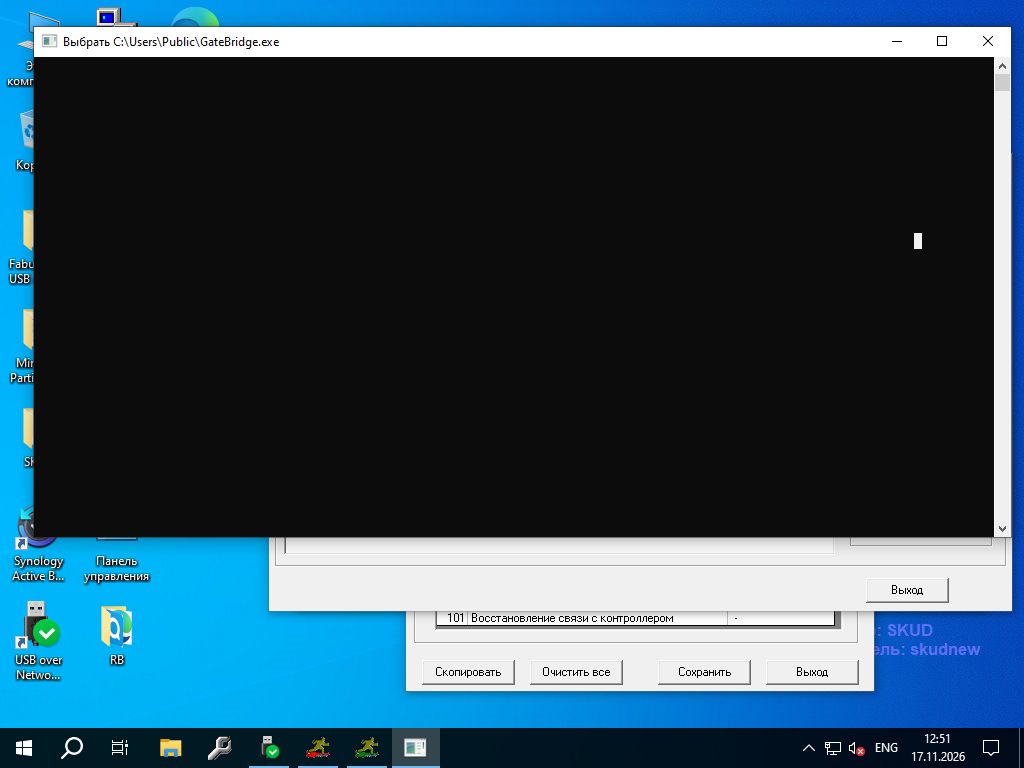 Выбрать C:\Users\Public\GateBridge.exe
Выход
101 Восстановление связи с контроллером -
Скопировать Очистить все Сохранить Выход
: SKUD
ель: skudnew
Synology
Active B...
Панель
управления
USB over
Netwo...
RB
ENG
12:51
17.11.2026